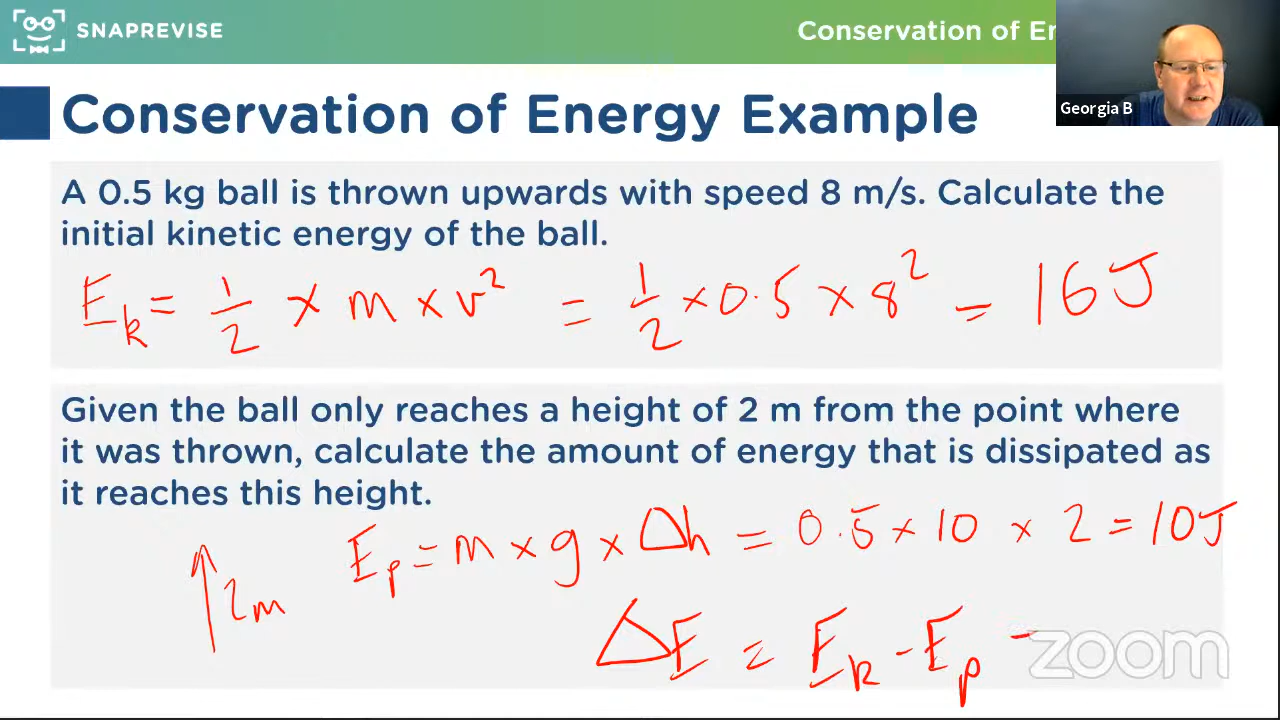 SNAPREVISE
Conservation of En
Georgia B
Conservation of Energy Example
A 0.5 kg ball is thrown upwards with speed 8 m/s. Calculate the
initial kinetic energy of the ball.
Eₖ = 1/2 × m × v² = 1/2 × 0.5 × 8² = 16 J
Given the ball only reaches a height of 2 m from the point where
it was thrown, calculate the amount of energy that is dissipated as
it reaches this height.
Eₚ = m × g × Δh = 0.5 × 10 × 2 = 10 J
2m
ΔE = Eₖ - Eₚ =
zoom